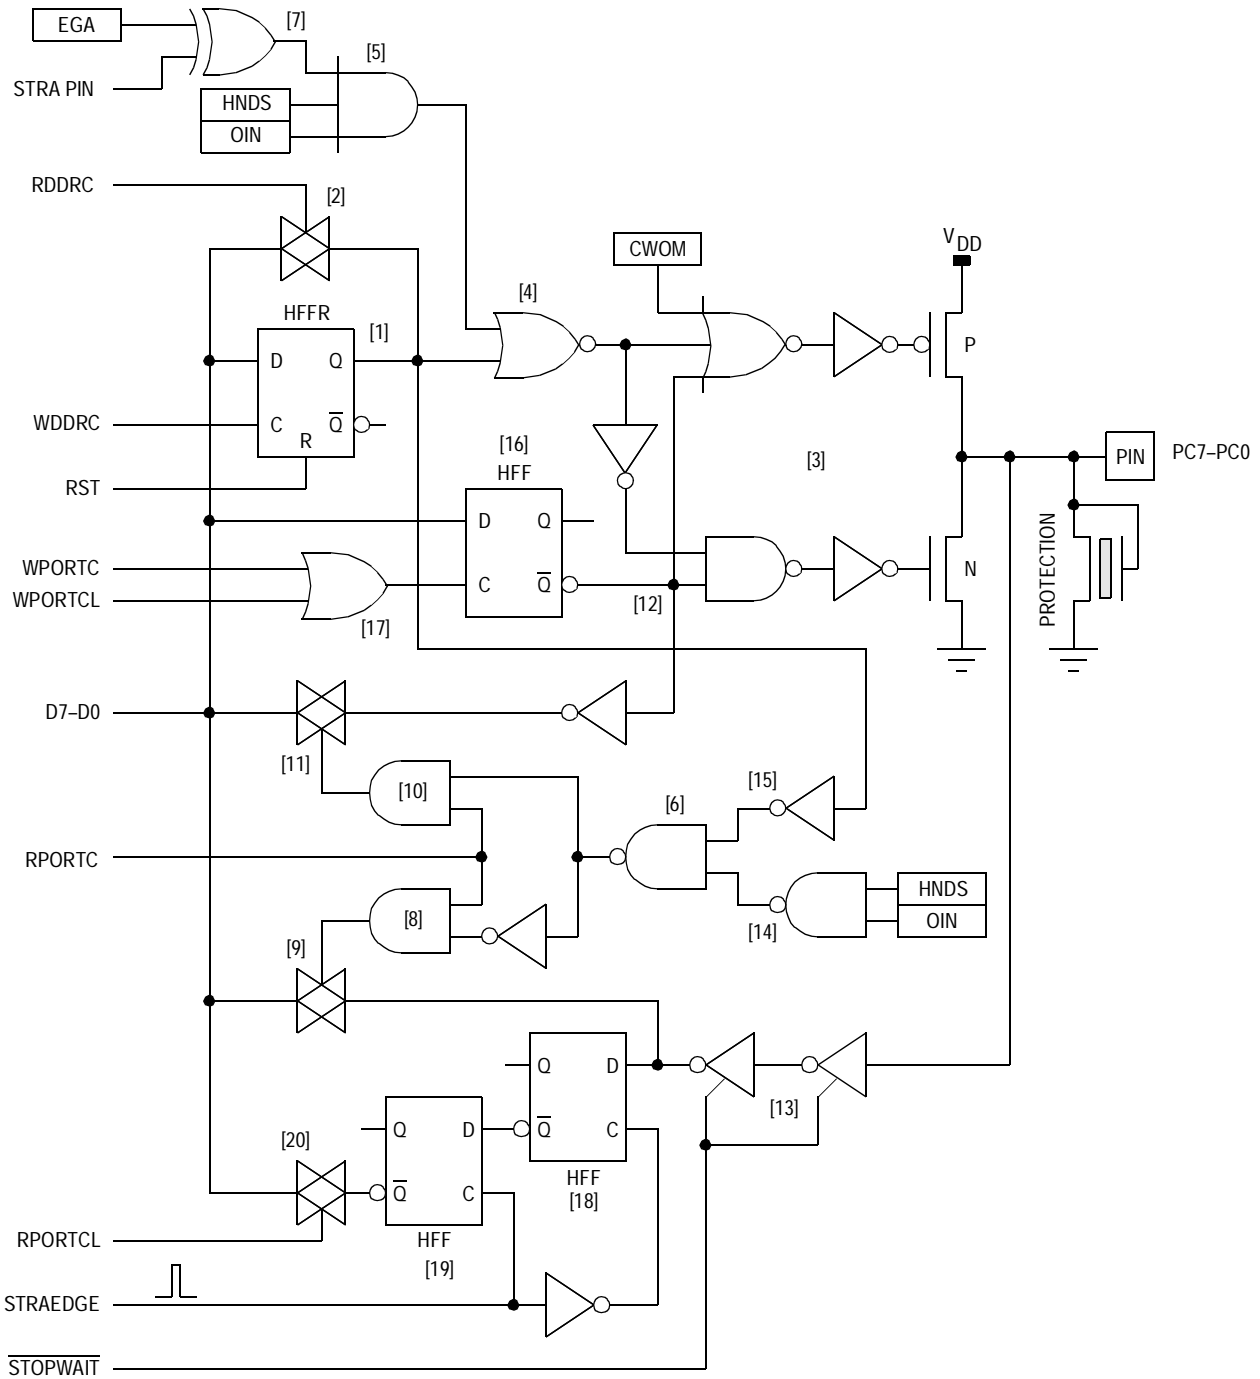 EGA
[7]
STRA PIN
[5]
HNDS
OIN
RDDRC
[2]
CWOM
VDD
[4]
HFFR
[1]
D Q
P
WDDRC
C Q̅
R
[16]
HFF
[3]
PIN
PC7–PC0
RST
D Q
PROTECTION
WPORTC
C Q̅
N
WPORTCL
[12]
[17]
D7–D0
[11]
[10]
[15]
[6]
RPORTC
HNDS
[8]
OIN
[14]
[9]
Q D
[13]
Q D
Q̅ C
[20]
HFF
[18]
Q̅ C
RPORTCL
HFF
[19]
STRAEDGE
S̅T̅O̅P̅W̅A̅I̅T̅